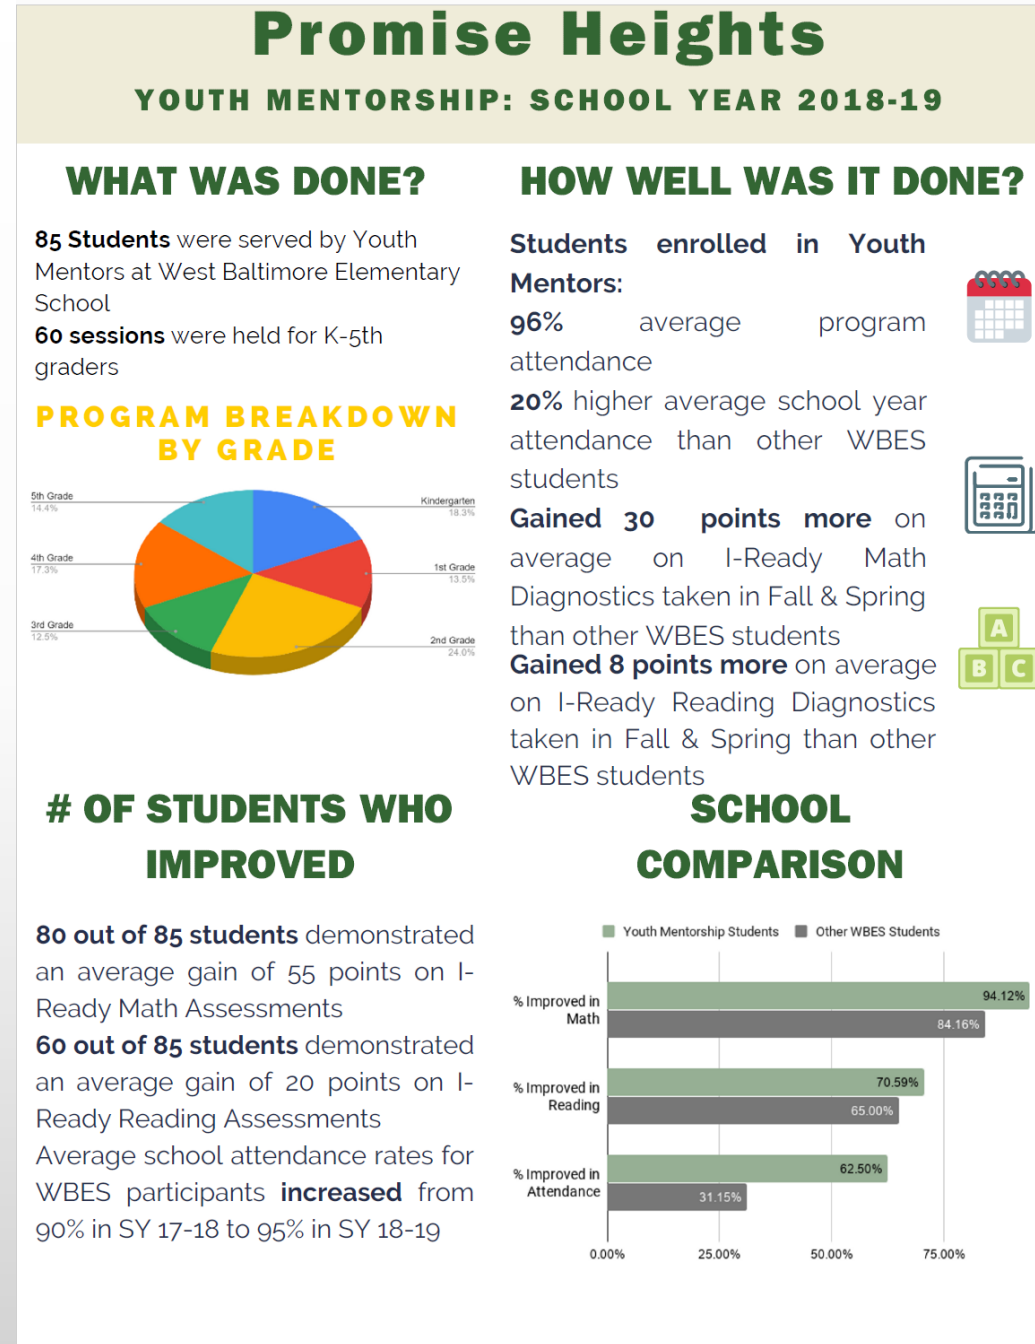 Promise Heights
YOUTH MENTORSHIP: SCHOOL YEAR 2018-19
WHAT WAS DONE?
85 Students were served by Youth
Mentors at West Baltimore Elementary
School
60 sessions were held for K-5th
graders
PROGRAM BREAKDOWN
BY GRADE
5th Grade
14.4%
Kindergarten
18.3%
4th Grade
17.3%
1st Grade
13.5%
3rd Grade
12.5%
2nd Grade
24.0%
HOW WELL WAS IT DONE?
Students enrolled in Youth
Mentors:
96% average program
attendance
20% higher average school year
attendance than other WBES
students
Gained 30 points more on
average on I-Ready Math
Diagnostics taken in Fall & Spring
than other WBES students
Gained 8 points more on average
on I-Ready Reading Diagnostics
taken in Fall & Spring than other
WBES students
A
B C
# OF STUDENTS WHO
IMPROVED
80 out of 85 students demonstrated
an average gain of 55 points on I-
Ready Math Assessments
60 out of 85 students demonstrated
an average gain of 20 points on I-
Ready Reading Assessments
Average school attendance rates for
WBES participants increased from
90% in SY 17-18 to 95% in SY 18-19
SCHOOL
COMPARISON
Youth Mentorship Students Other WBES Students
% Improved in
Math
94.12%
84.16%
% Improved in
Reading
70.59%
65.00%
% Improved in
Attendance
62.50%
31.15%
0.00% 25.00% 50.00% 75.00%